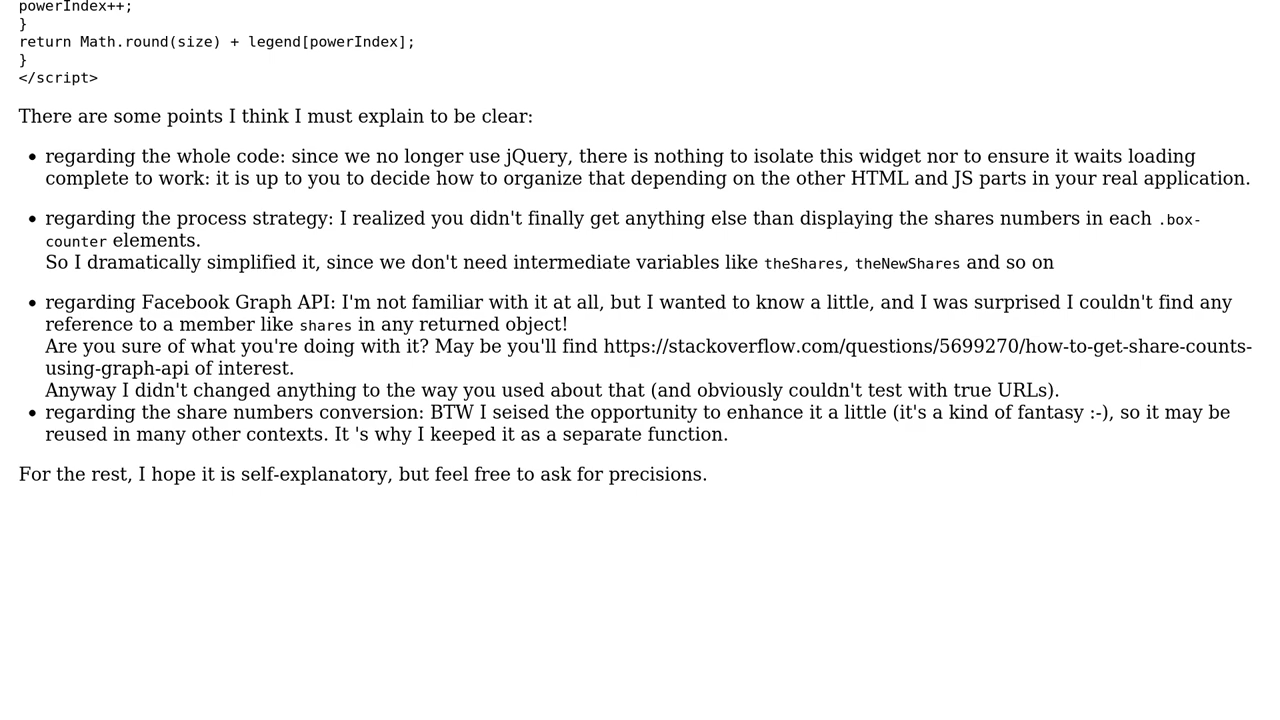 powerIndex++;
}
return Math.round(size) + legend[powerIndex];
}
</script>
There are some points I think I must explain to be clear:
• regarding the whole code: since we no longer use jQuery, there is nothing to isolate this widget nor to ensure it waits loading
complete to work: it is up to you to decide how to organize that depending on the other HTML and JS parts in your real application.
• regarding the process strategy: I realized you didn't finally get anything else than displaying the shares numbers in each .box-
counter elements.
So I dramatically simplified it, since we don't need intermediate variables like theShares, theNewShares and so on
• regarding Facebook Graph API: I'm not familiar with it at all, but I wanted to know a little, and I was surprised I couldn't find any
reference to a member like shares in any returned object!
Are you sure of what you're doing with it? May be you'll find https://stackoverflow.com/questions/5699270/how-to-get-share-counts-
using-graph-api of interest.
Anyway I didn't changed anything to the way you used about that (and obviously couldn't test with true URLs).
• regarding the share numbers conversion: BTW I seised the opportunity to enhance it a little (it's a kind of fantasy :-), so it may be
reused in many other contexts. It 's why I keeped it as a separate function.
For the rest, I hope it is self-explanatory, but feel free to ask for precisions.